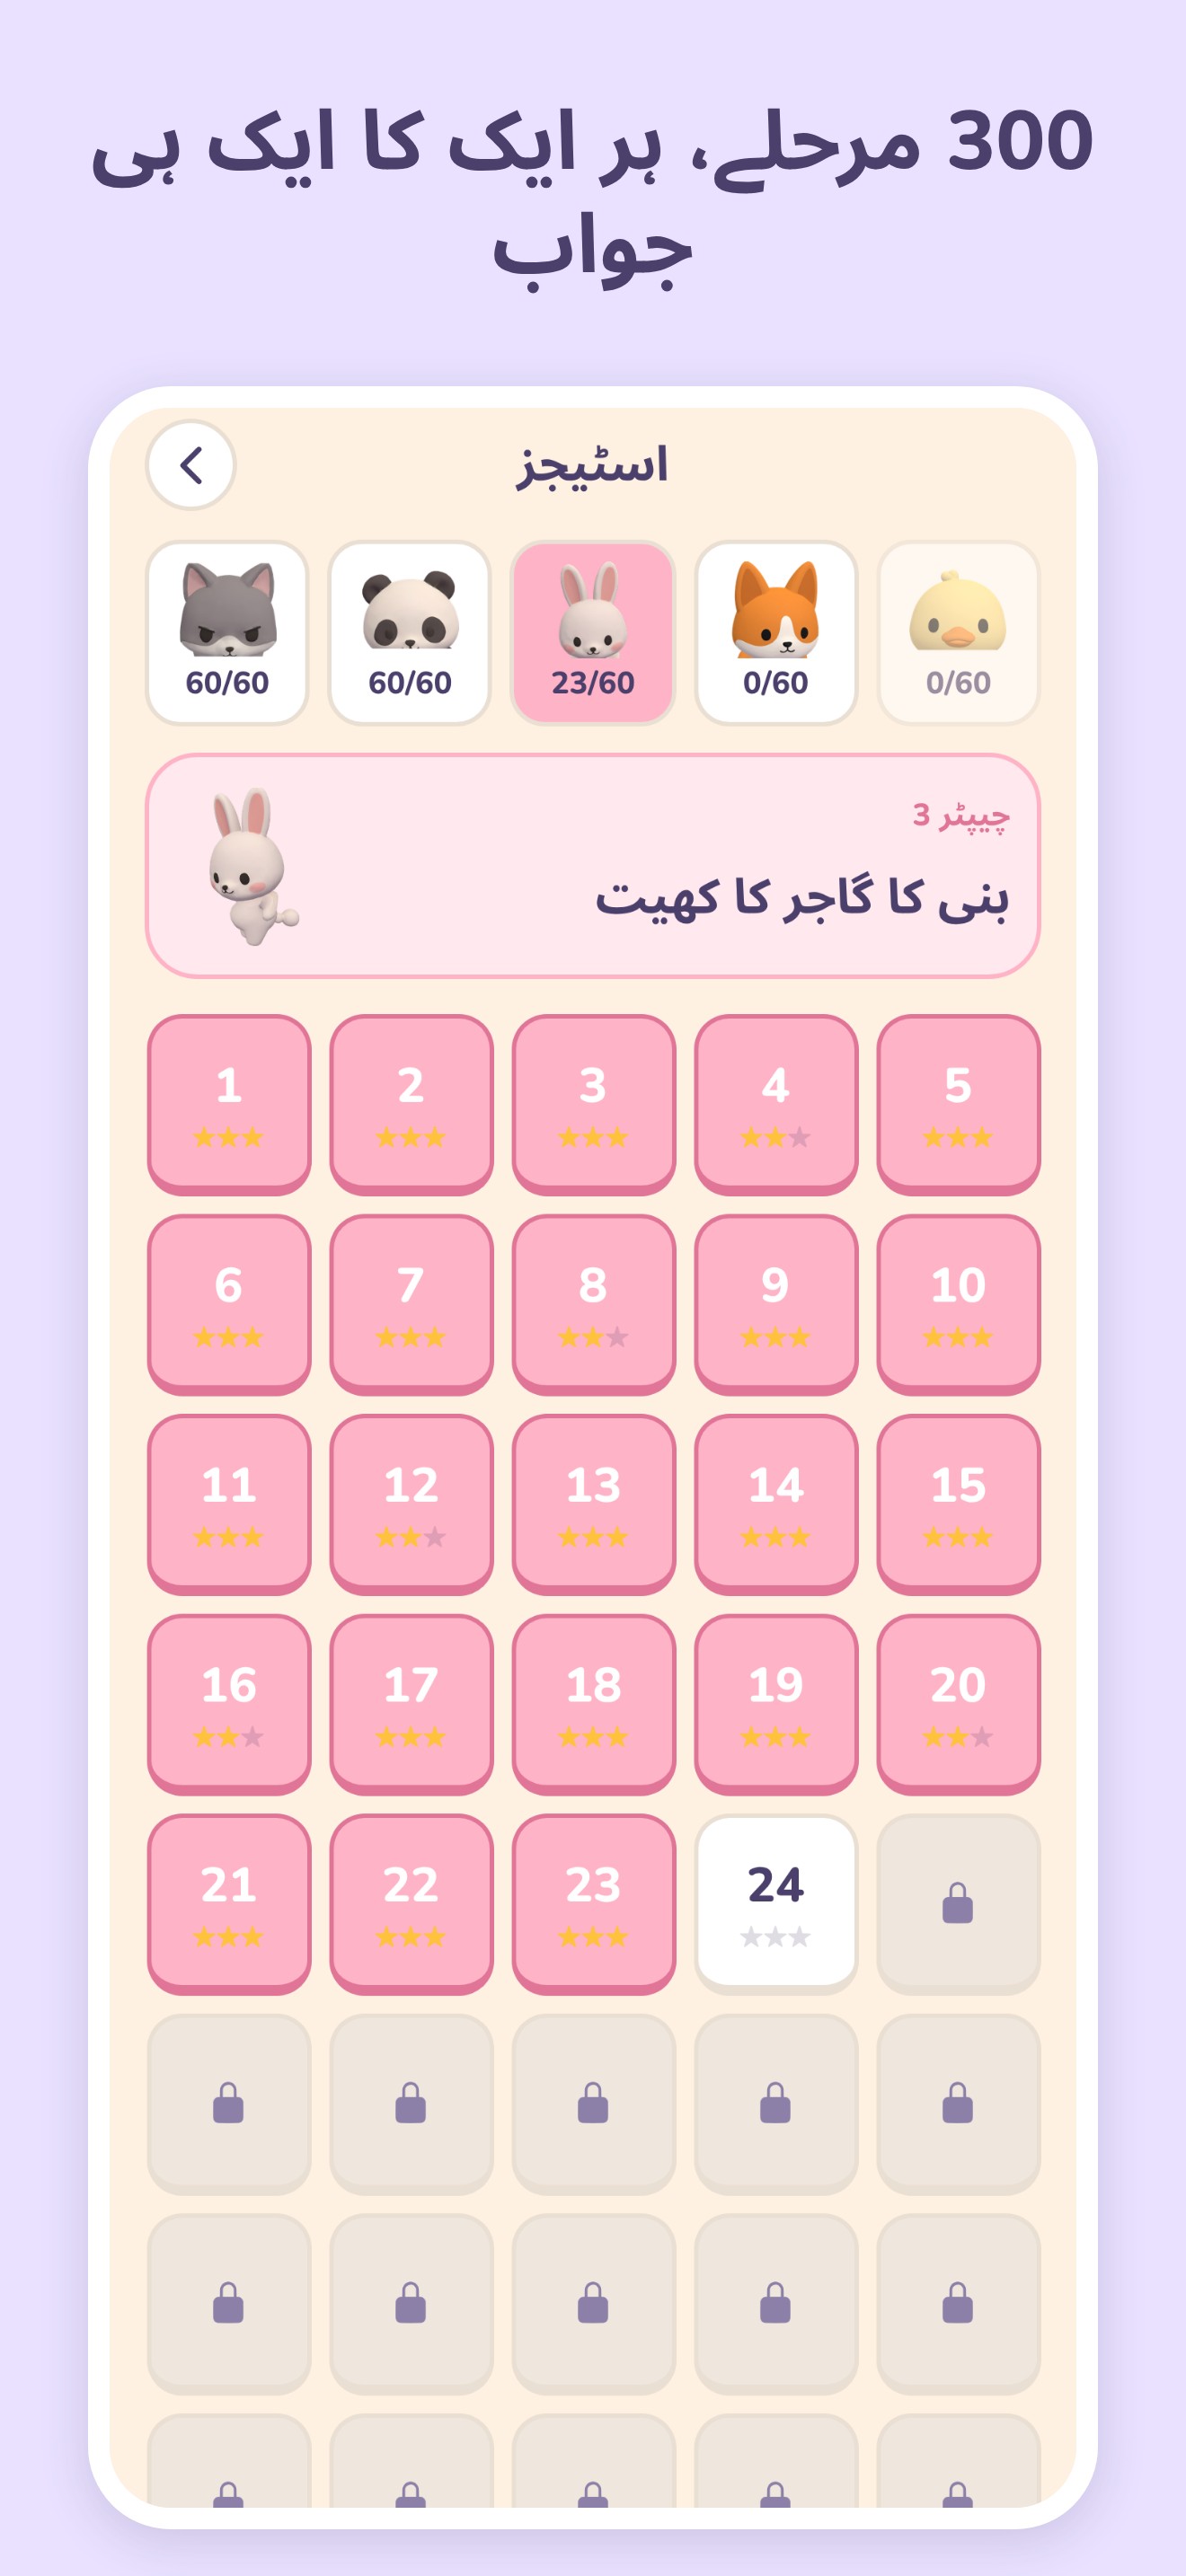 300 مرحلے، ہر ایک کا ایک ہی
جواب
اسٹیجز
60/60 60/60 23/60 0/60 0/60
چیپٹر 3
بنی کا گاجر کا کھیت
1 2 3 4 5
6 7 8 9 10
11 12 13 14 15
16 17 18 19 20
21 22 23 24